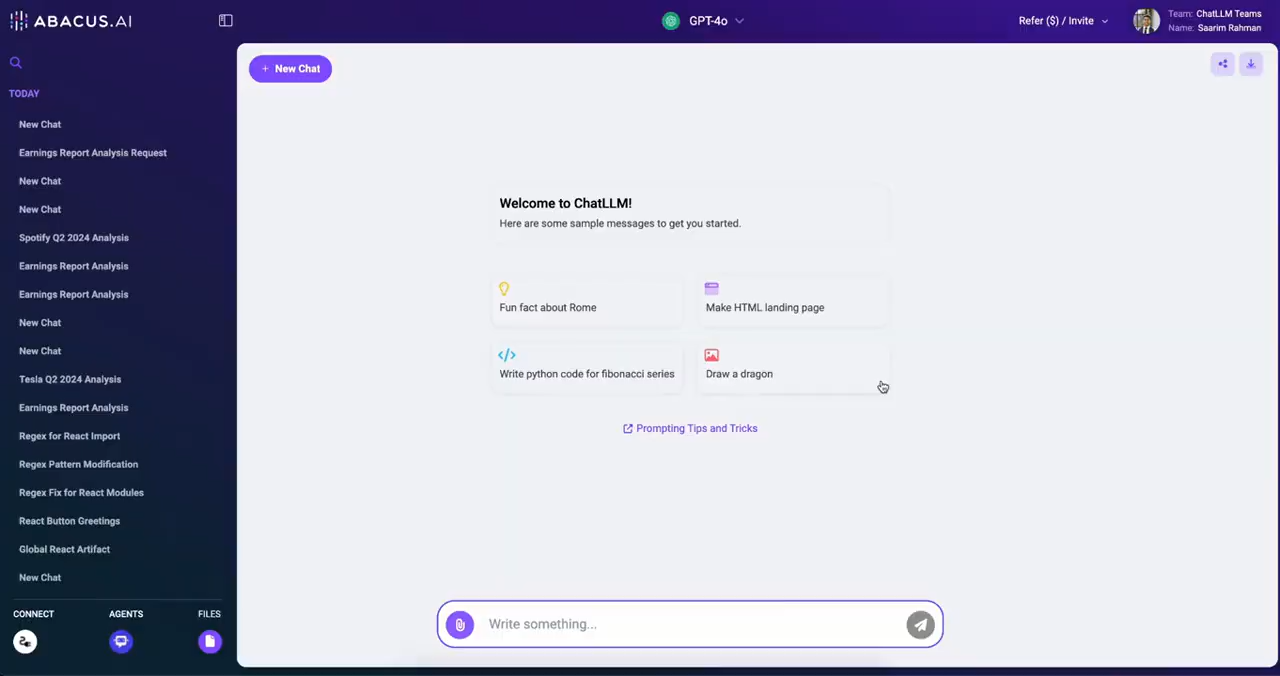 ABACUS.AI
GPT-4o
Refer ($) / Invite
Team: ChatLLM Teams
Name: Saarim Rahman
TODAY
New Chat
Earnings Report Analysis Request
New Chat
New Chat
Spotify Q2 2024 Analysis
Earnings Report Analysis
Earnings Report Analysis
New Chat
New Chat
Tesla Q2 2024 Analysis
Earnings Report Analysis
Regex for React Import
Regex Pattern Modification
Regex Fix for React Modules
React Button Greetings
Global React Artifact
New Chat
CONNECT AGENTS FILES
+ New Chat
Welcome to ChatLLM!
Here are some sample messages to get you started.
Fun fact about Rome
Make HTML landing page
</> 
Write python code for fibonacci series
Draw a dragon
Prompting Tips and Tricks
Write something...